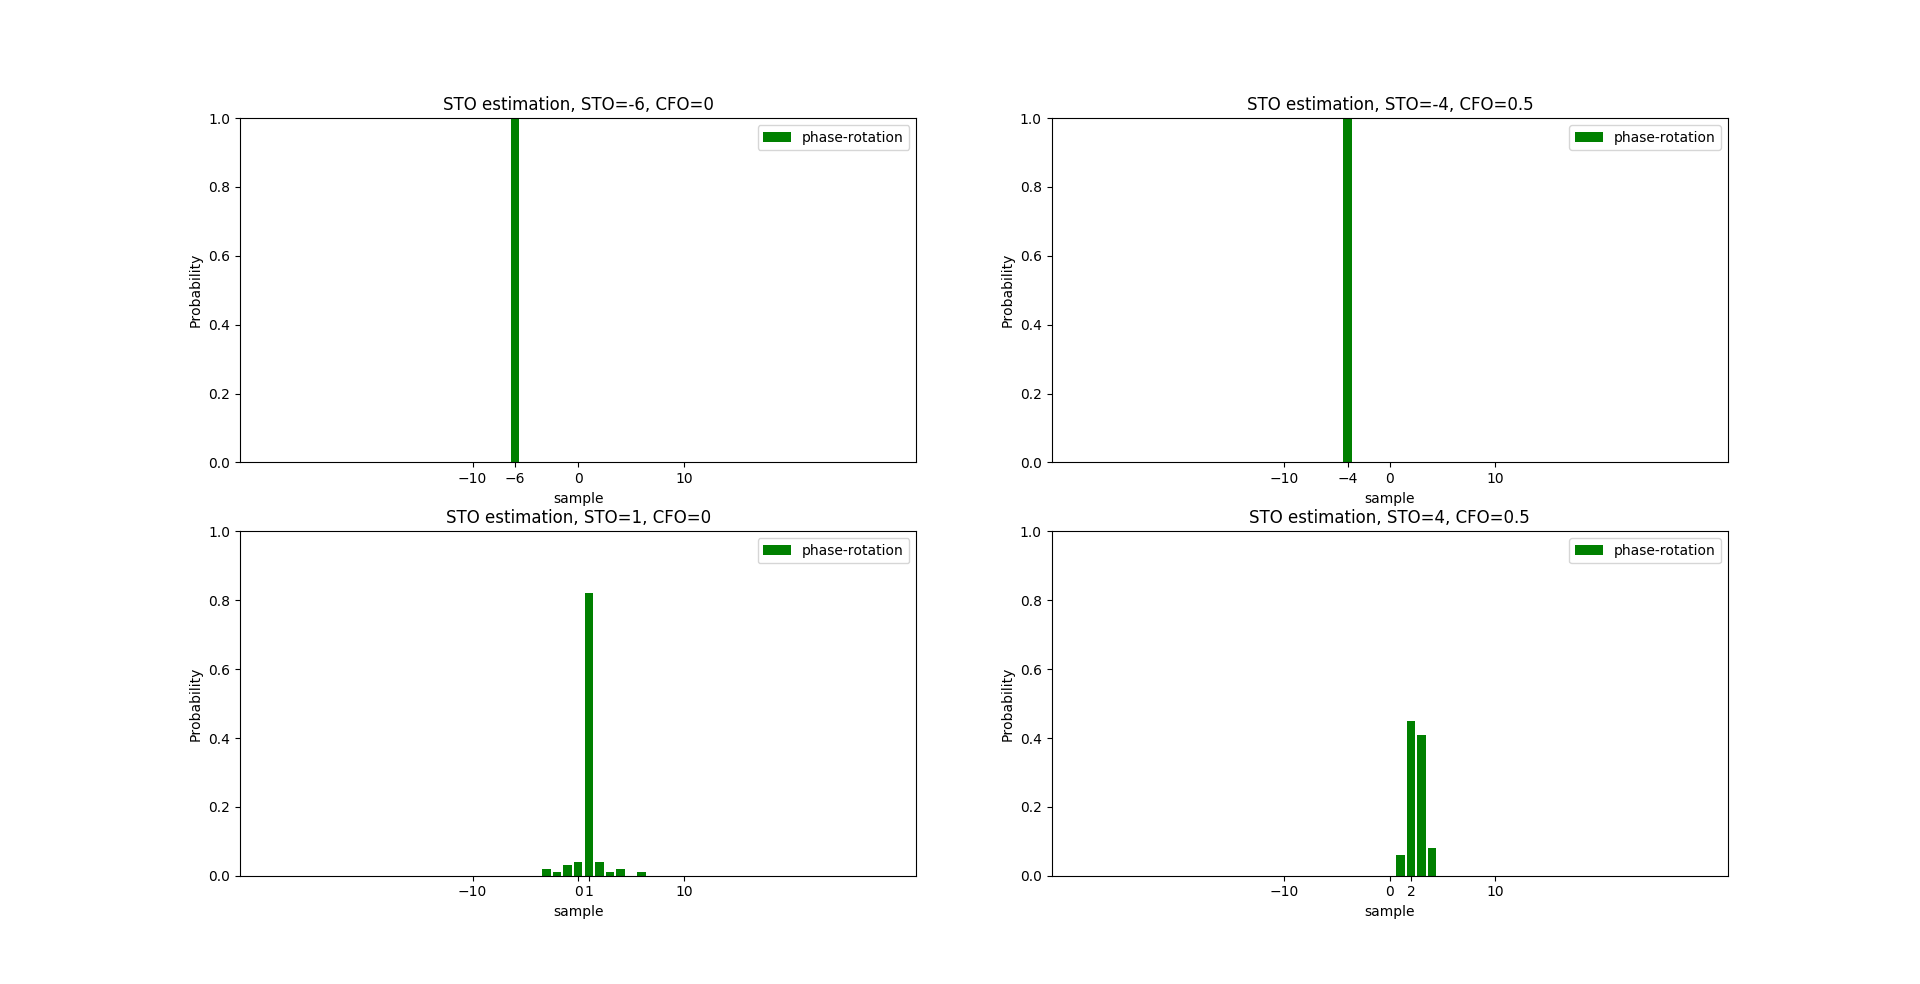 STO estimation, STO=-6, CFO=0
1.0
0.8
0.6
0.4
0.2
0.0
Probability
phase-rotation
−10 −6 0 10
sample
STO estimation, STO=-4, CFO=0.5
1.0
0.8
0.6
0.4
0.2
0.0
Probability
phase-rotation
−10 −4 0 10
sample
STO estimation, STO=1, CFO=0
1.0
0.8
0.6
0.4
0.2
0.0
Probability
phase-rotation
−10 0 1 10
sample
STO estimation, STO=4, CFO=0.5
1.0
0.8
0.6
0.4
0.2
0.0
Probability
phase-rotation
−10 0 2 10
sample